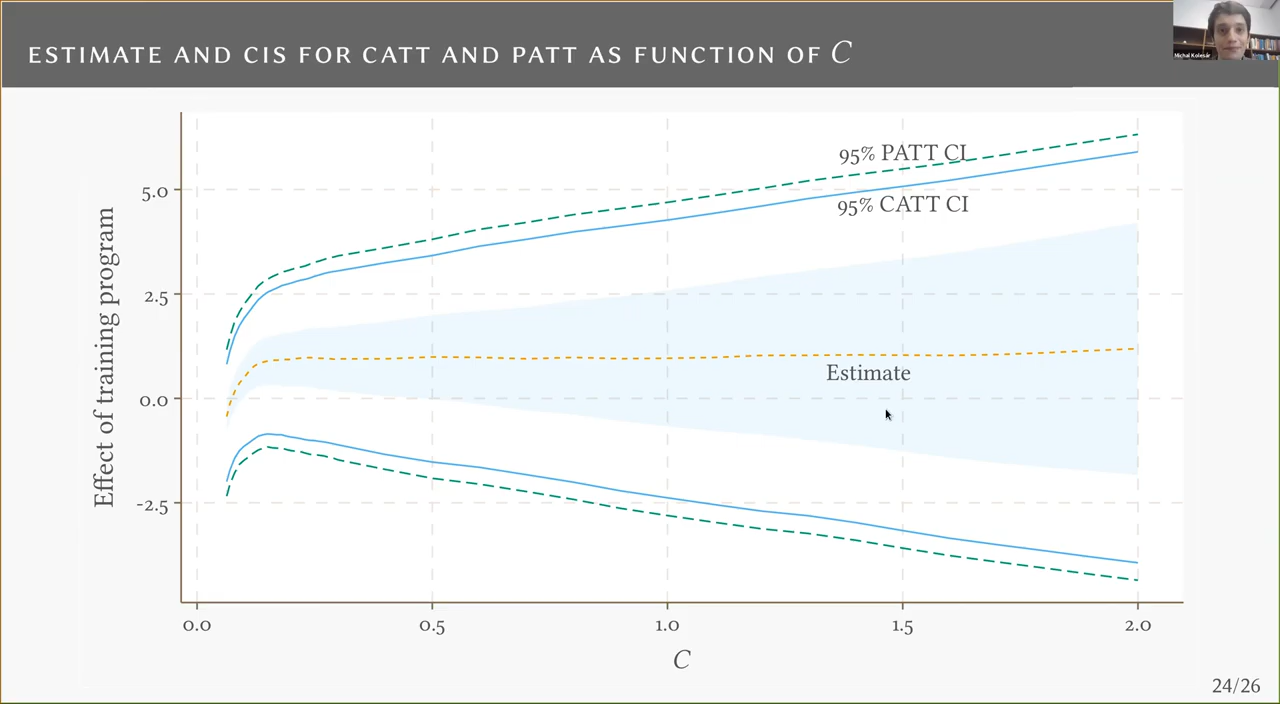 ESTIMATE AND CIS FOR CATT AND PATT AS FUNCTION OF C
Michal Kolesár
95% PATT CI
5.0
95% CATT CI
2.5
Estimate
0.0
-2.5
Effect of training program
0.0 0.5 1.0 1.5 2.0
C
24/26